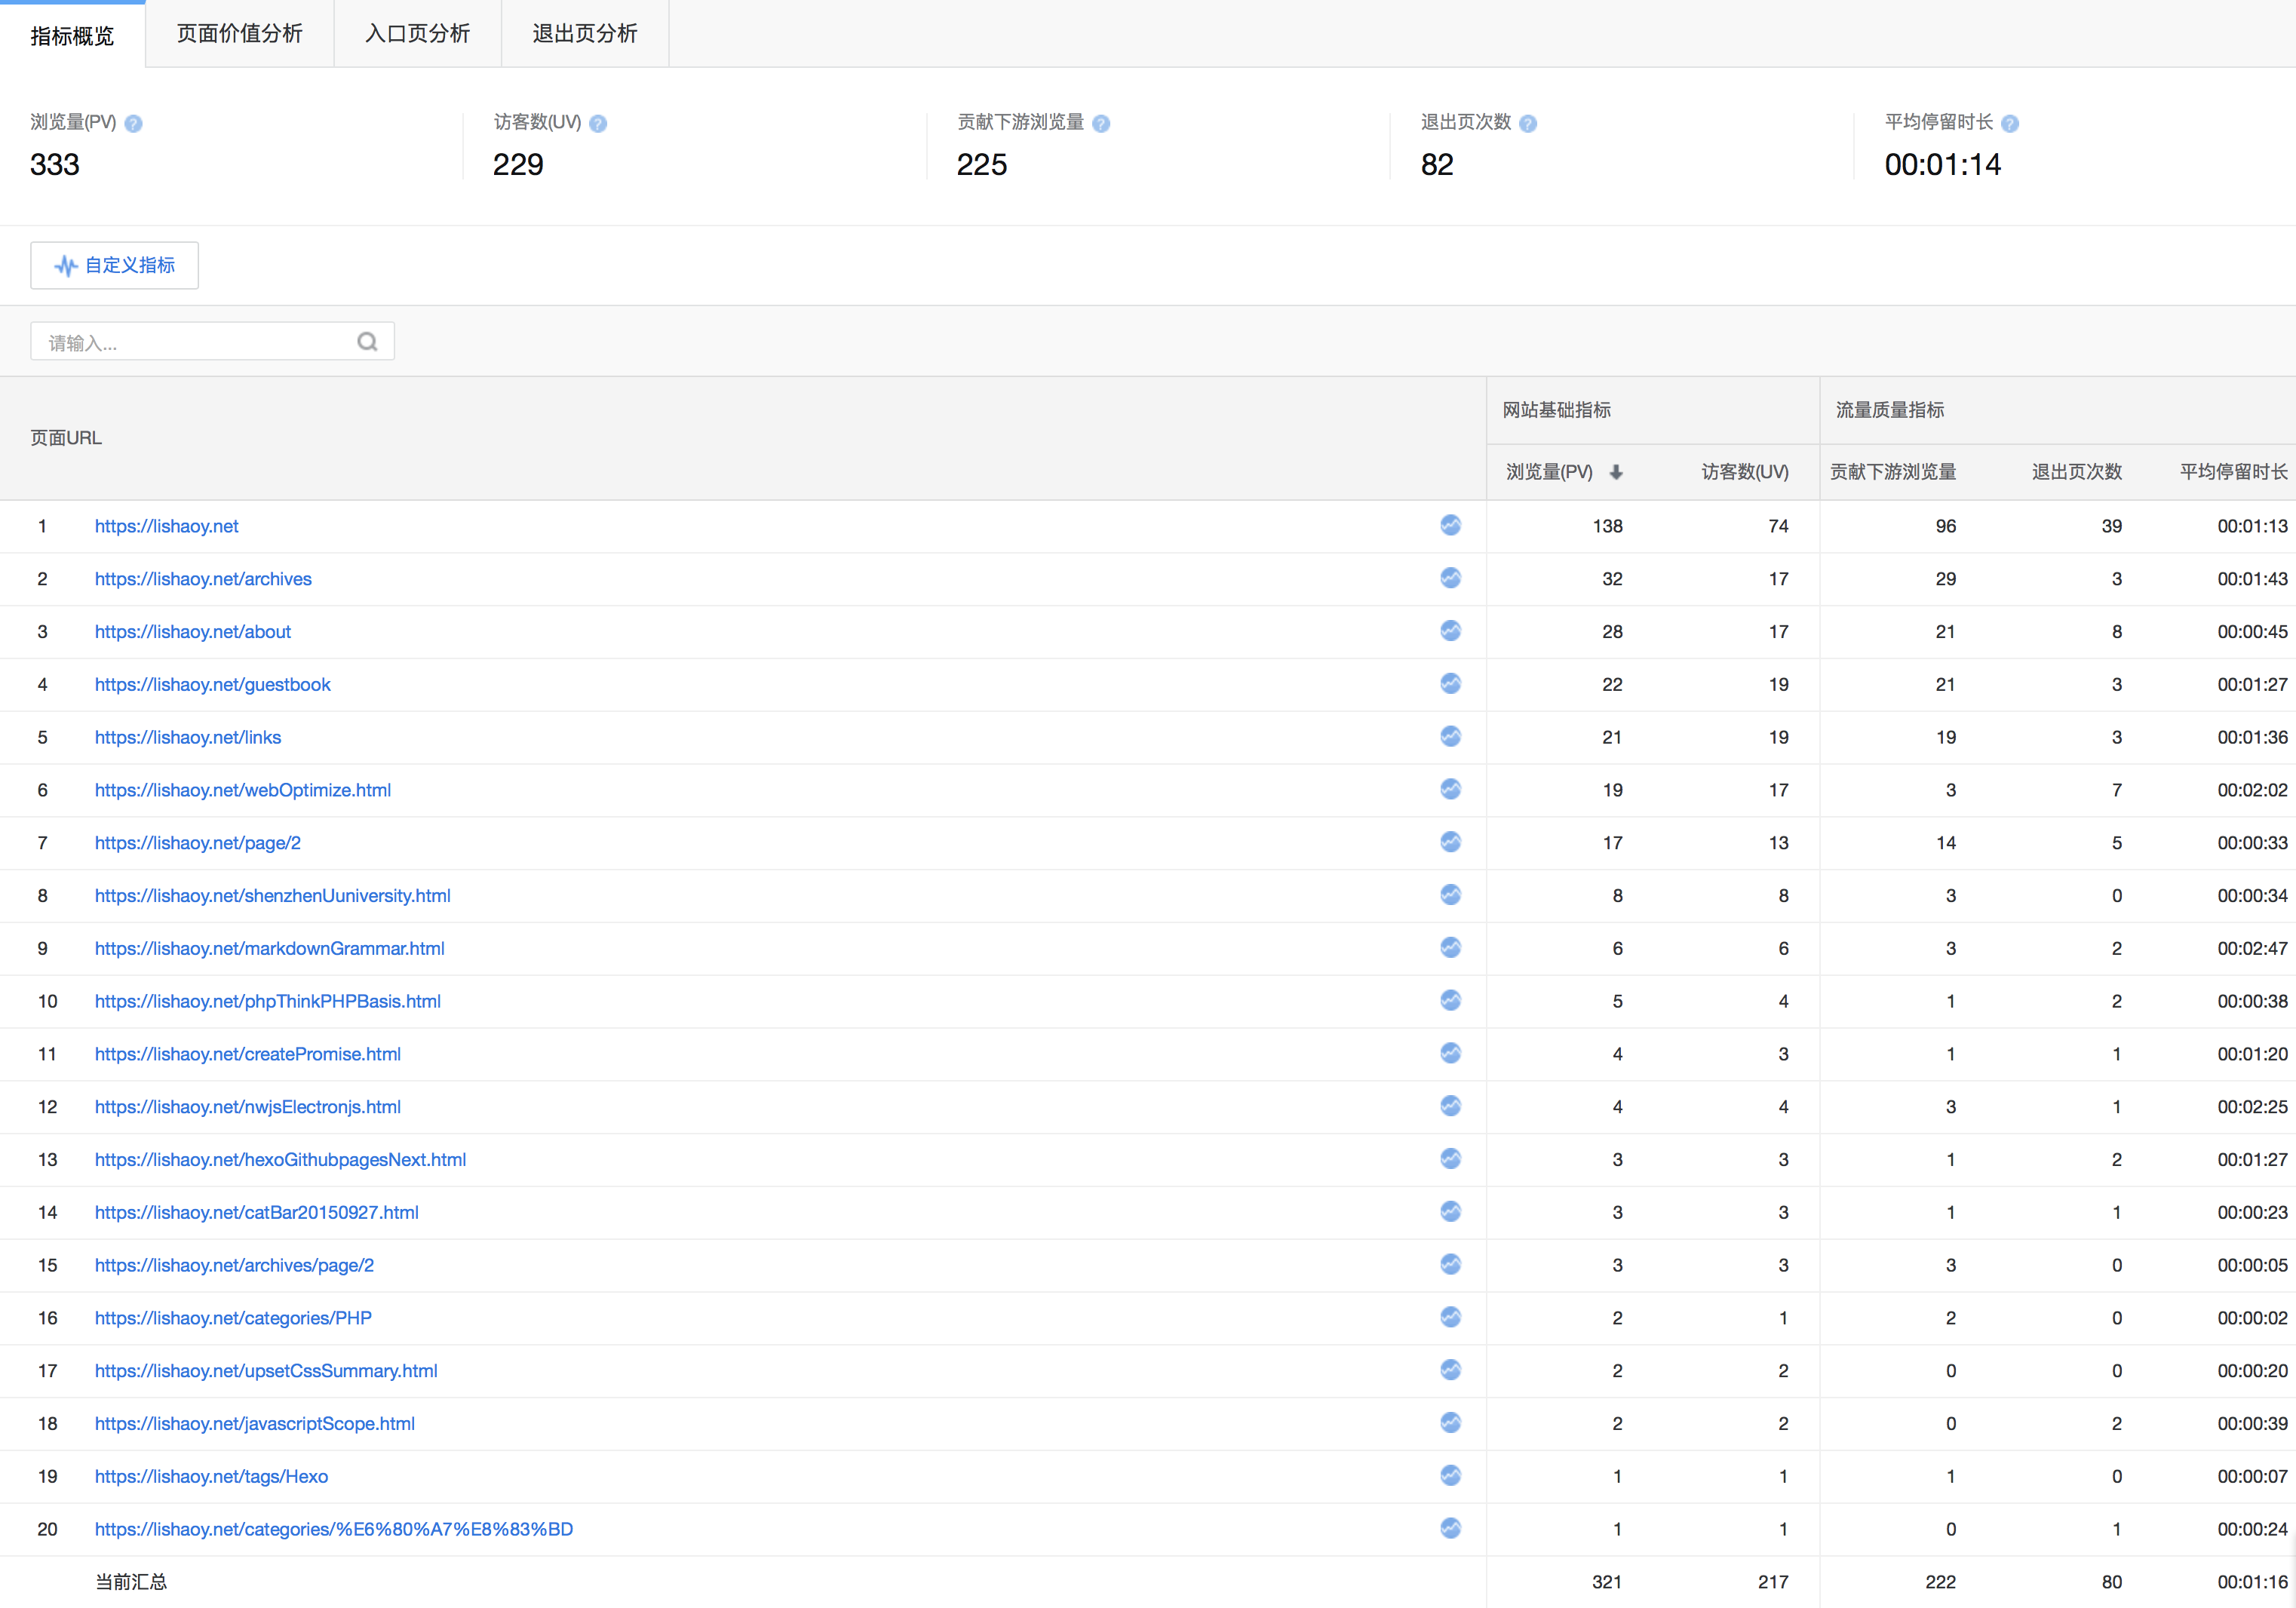 指标概览 页面价值分析 入口页分析 退出页分析
浏览量(PV) ? 访客数(UV) ? 贡献下游浏览量 ? 退出页次数 ? 平均停留时长 ?
333 229 225 82 00:01:14
自定义指标
请输入...
页面URL 网站基础指标 流量质量指标
浏览量(PV) 访客数(UV) 贡献下游浏览量 退出页次数 平均停留时长
1 https://lishaoy.net 138 74 96 39 00:01:13
2 https://lishaoy.net/archives 32 17 29 3 00:01:43
3 https://lishaoy.net/about 28 17 21 8 00:00:45
4 https://lishaoy.net/guestbook 22 19 21 3 00:01:27
5 https://lishaoy.net/links 21 19 19 3 00:01:36
6 https://lishaoy.net/webOptimize.html 19 17 3 7 00:02:02
7 https://lishaoy.net/page/2 17 13 14 5 00:00:33
8 https://lishaoy.net/shenzhenUuniversity.html 8 8 3 0 00:00:34
9 https://lishaoy.net/markdownGrammar.html 6 6 3 2 00:02:47
10 https://lishaoy.net/phpThinkPHPBasis.html 5 4 1 2 00:00:38
11 https://lishaoy.net/createPromise.html 4 3 1 1 00:01:20
12 https://lishaoy.net/nwjsElectronjs.html 4 4 3 1 00:02:25
13 https://lishaoy.net/hexoGithubpagesNext.html 3 3 1 2 00:01:27
14 https://lishaoy.net/catBar20150927.html 3 3 1 1 00:00:23
15 https://lishaoy.net/archives/page/2 3 3 3 0 00:00:05
16 https://lishaoy.net/categories/PHP 2 1 2 0 00:00:02
17 https://lishaoy.net/upsetCssSummary.html 2 2 0 0 00:00:20
18 https://lishaoy.net/javascriptScope.html 2 2 0 2 00:00:39
19 https://lishaoy.net/tags/Hexo 1 1 1 0 00:00:07
20 https://lishaoy.net/categories/%E6%80%A7%E8%83%BD 1 1 0 1 00:00:24
当前汇总 321 217 222 80 00:01:16